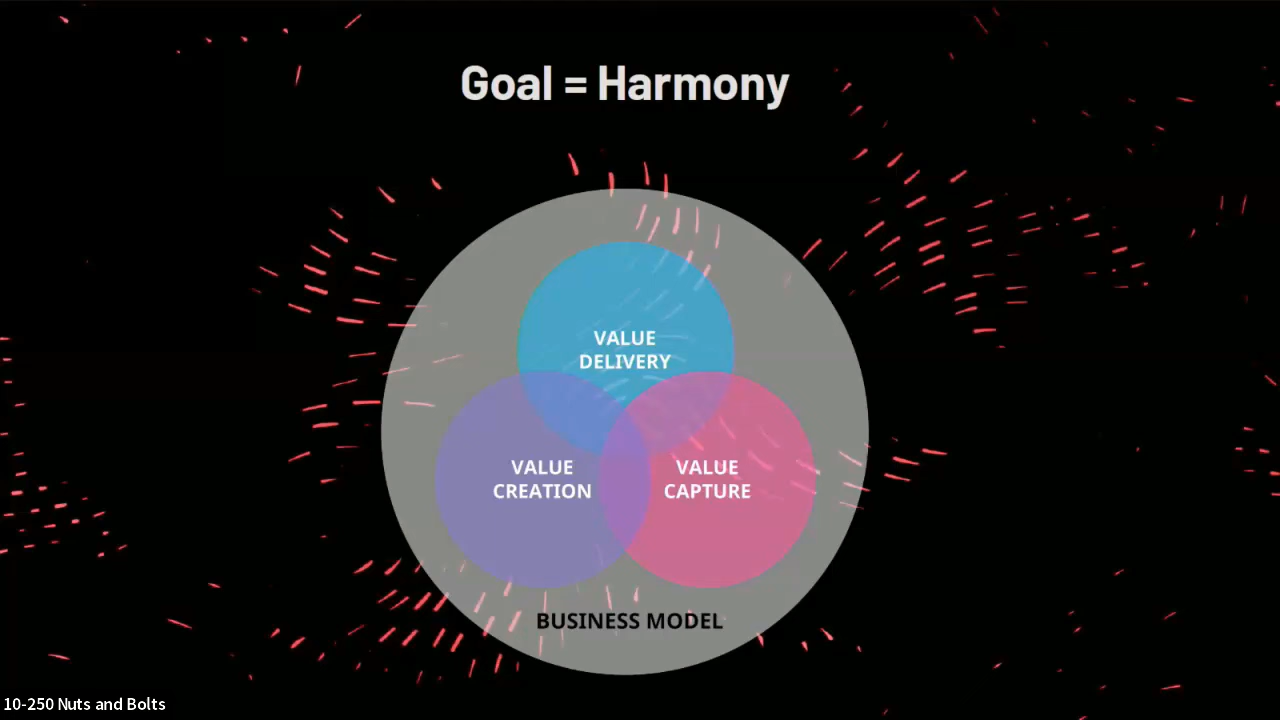 Goal = Harmony
VALUE
DELIVERY
VALUE
CREATION
VALUE
CAPTURE
BUSINESS MODEL
10-250 Nuts and Bolts